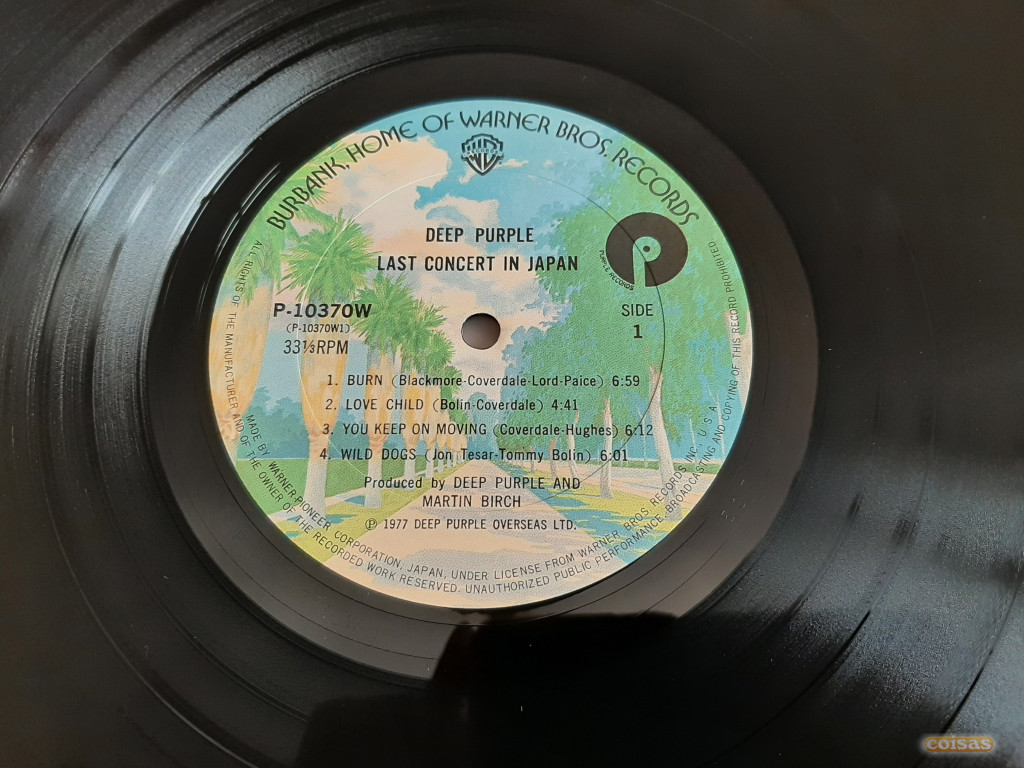 BURBANK, HOME OF WARNER BROS. RECORDS
WB
RECORDS
DEEP PURPLE
LAST CONCERT IN JAPAN
PURPLE RECORDS
P-10370W
(P-10370W1)
33⅓RPM
SIDE
1
1. BURN (Blackmore-Coverdale-Lord-Paice) 6:59
2. LOVE CHILD (Bolin-Coverdale) 4:41
3. YOU KEEP ON MOVING (Coverdale-Hughes) 6:12
4. WILD DOGS (Jon Tesar-Tommy Bolin) 6:01
Produced by DEEP PURPLE AND
MARTIN BIRCH
℗ 1977 DEEP PURPLE OVERSEAS LTD.
MADE BY WARNER-PIONEER CORPORATION, JAPAN, UNDER LICENSE FROM WARNER BROS RECORDS INC., U.S.A.
ALL RIGHTS OF THE MANUFACTURER AND OF THE OWNER OF THE RECORDED WORK RESERVED. UNAUTHORIZED PUBLIC PERFORMANCE, BROADCASTING AND COPYING OF THIS RECORD PROHIBITED
coisas